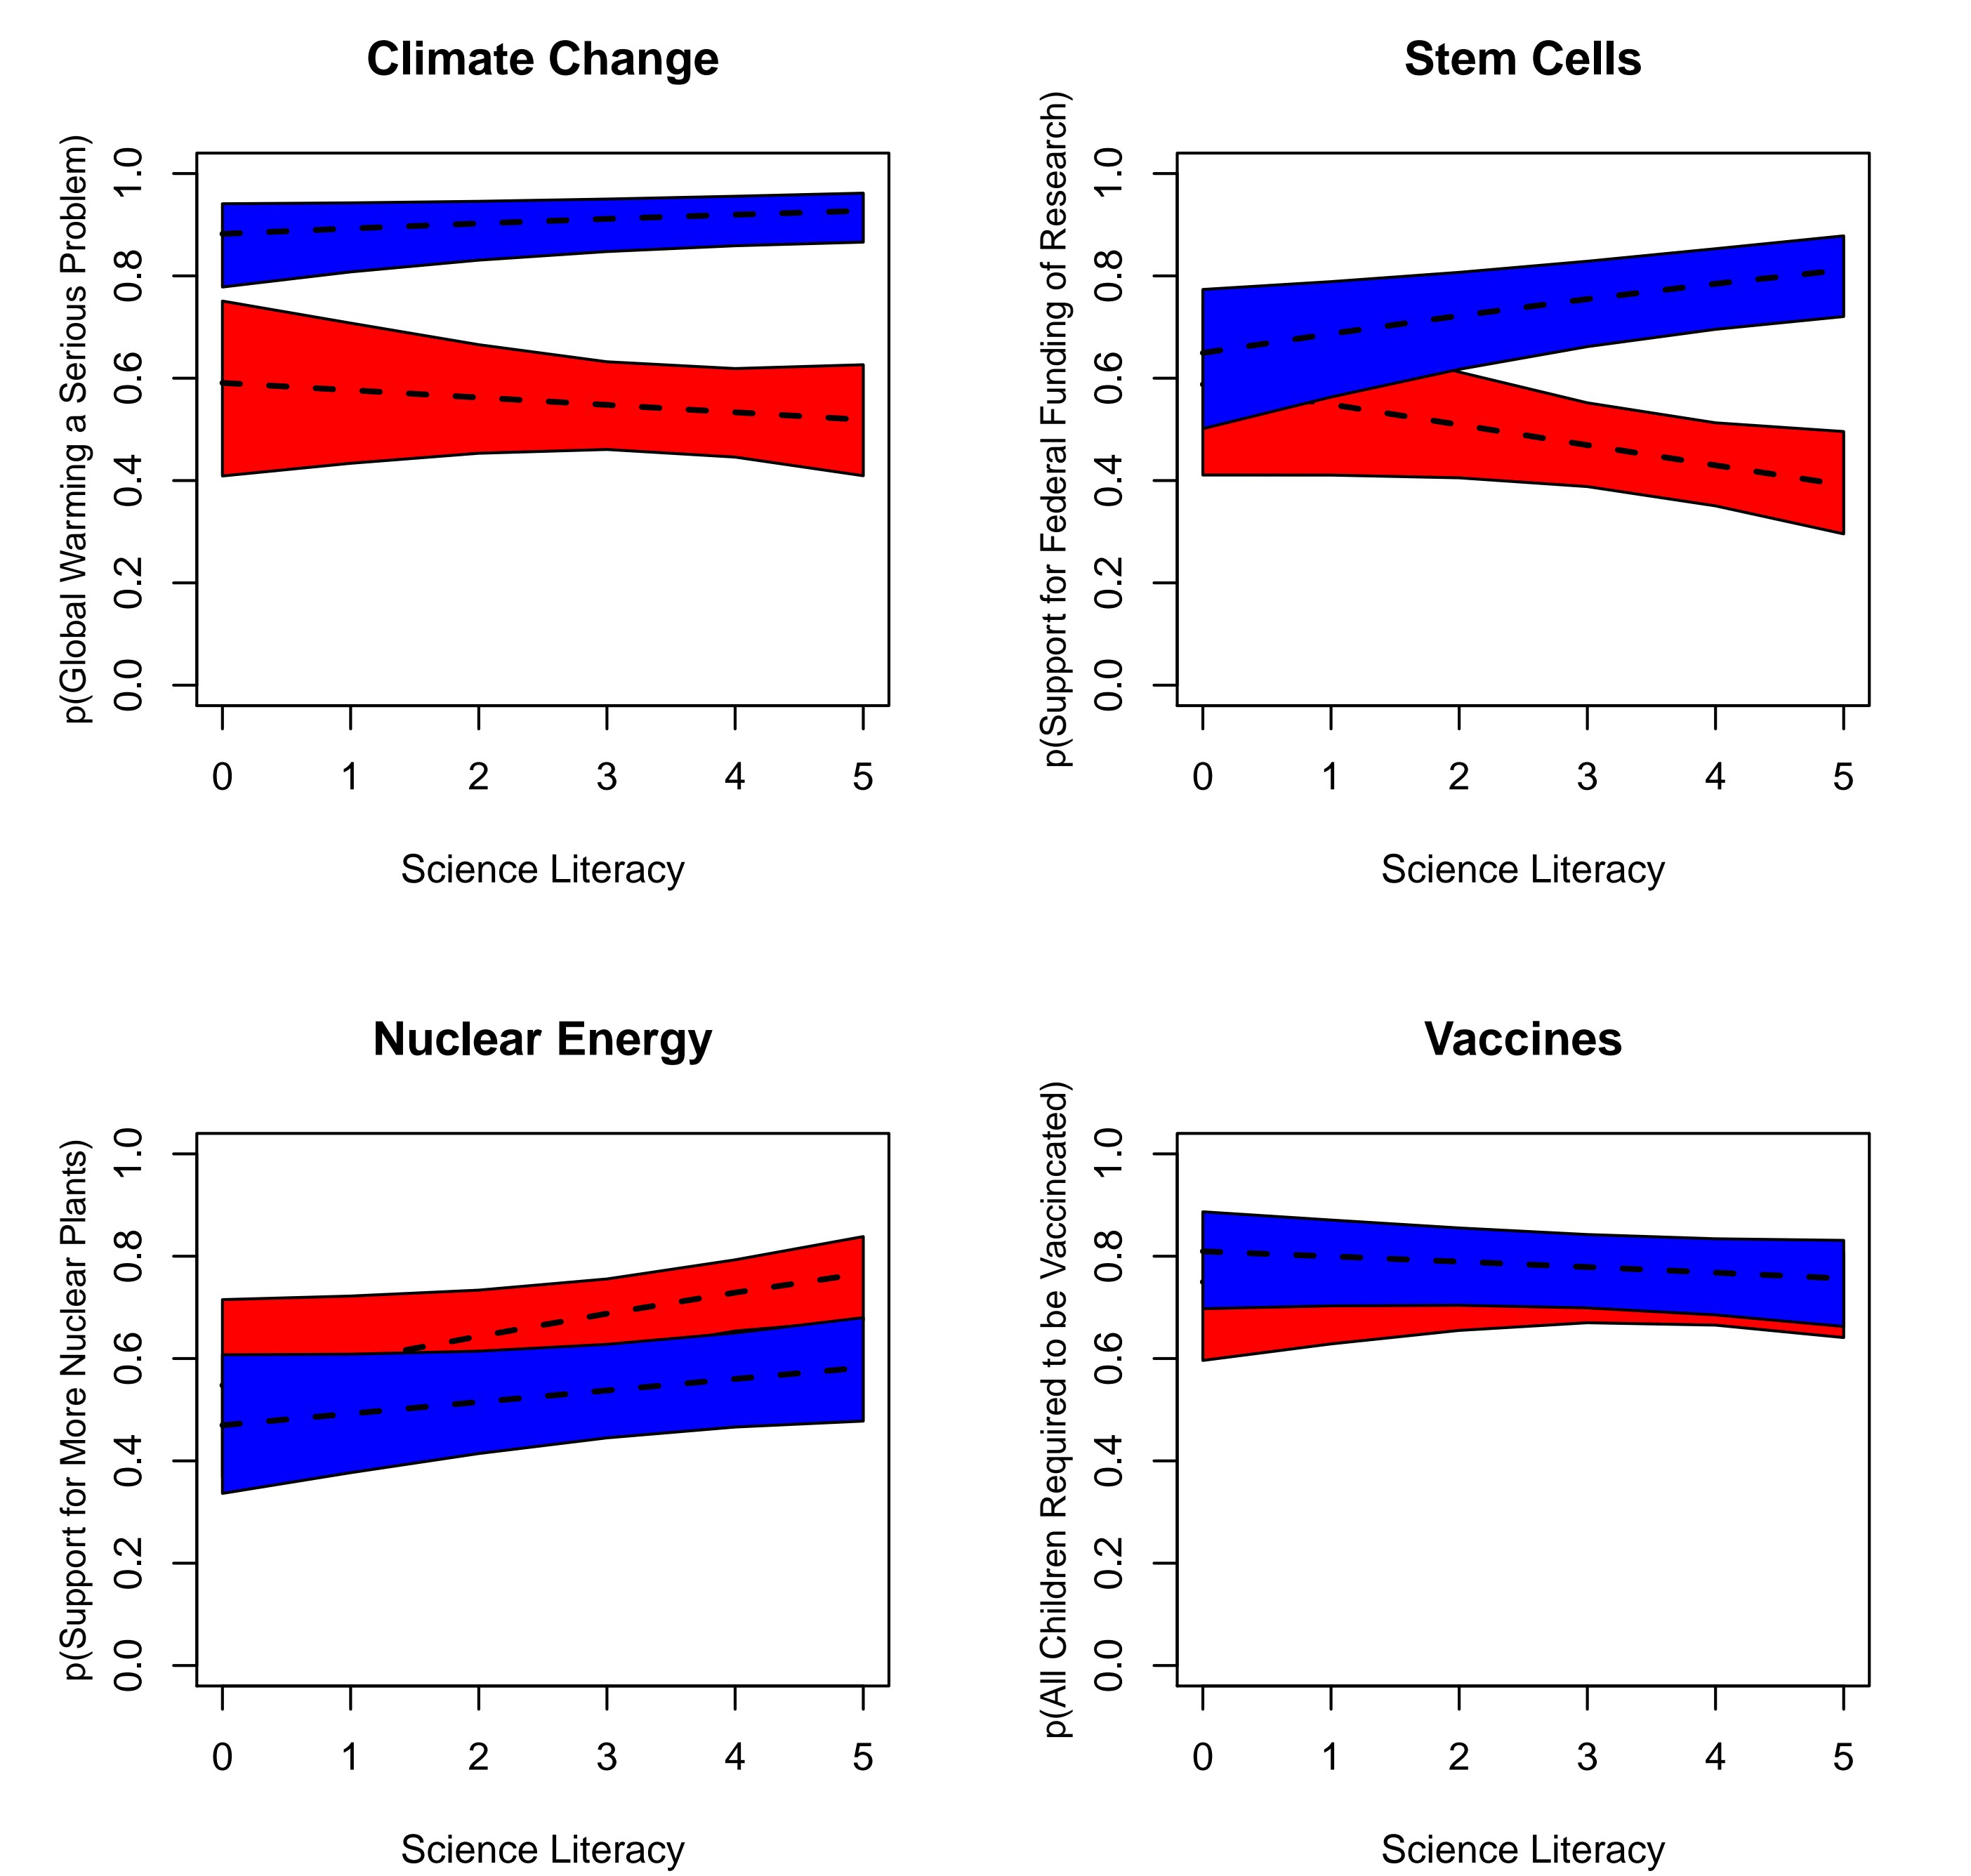 Climate Change
p(Global Warming a Serious Problem)
1.0
0.8
0.6
0.4
0.2
0.0
0 1 2 3 4 5
Science Literacy
Stem Cells
p(Support for Federal Funding of Research)
1.0
0.8
0.6
0.4
0.2
0.0
0 1 2 3 4 5
Science Literacy
Nuclear Energy
p(Support for More Nuclear Plants)
1.0
0.8
0.6
0.4
0.2
0.0
0 1 2 3 4 5
Science Literacy
Vaccines
p(All Children Required to be Vaccincated)
1.0
0.8
0.6
0.4
0.2
0.0
0 1 2 3 4 5
Science Literacy